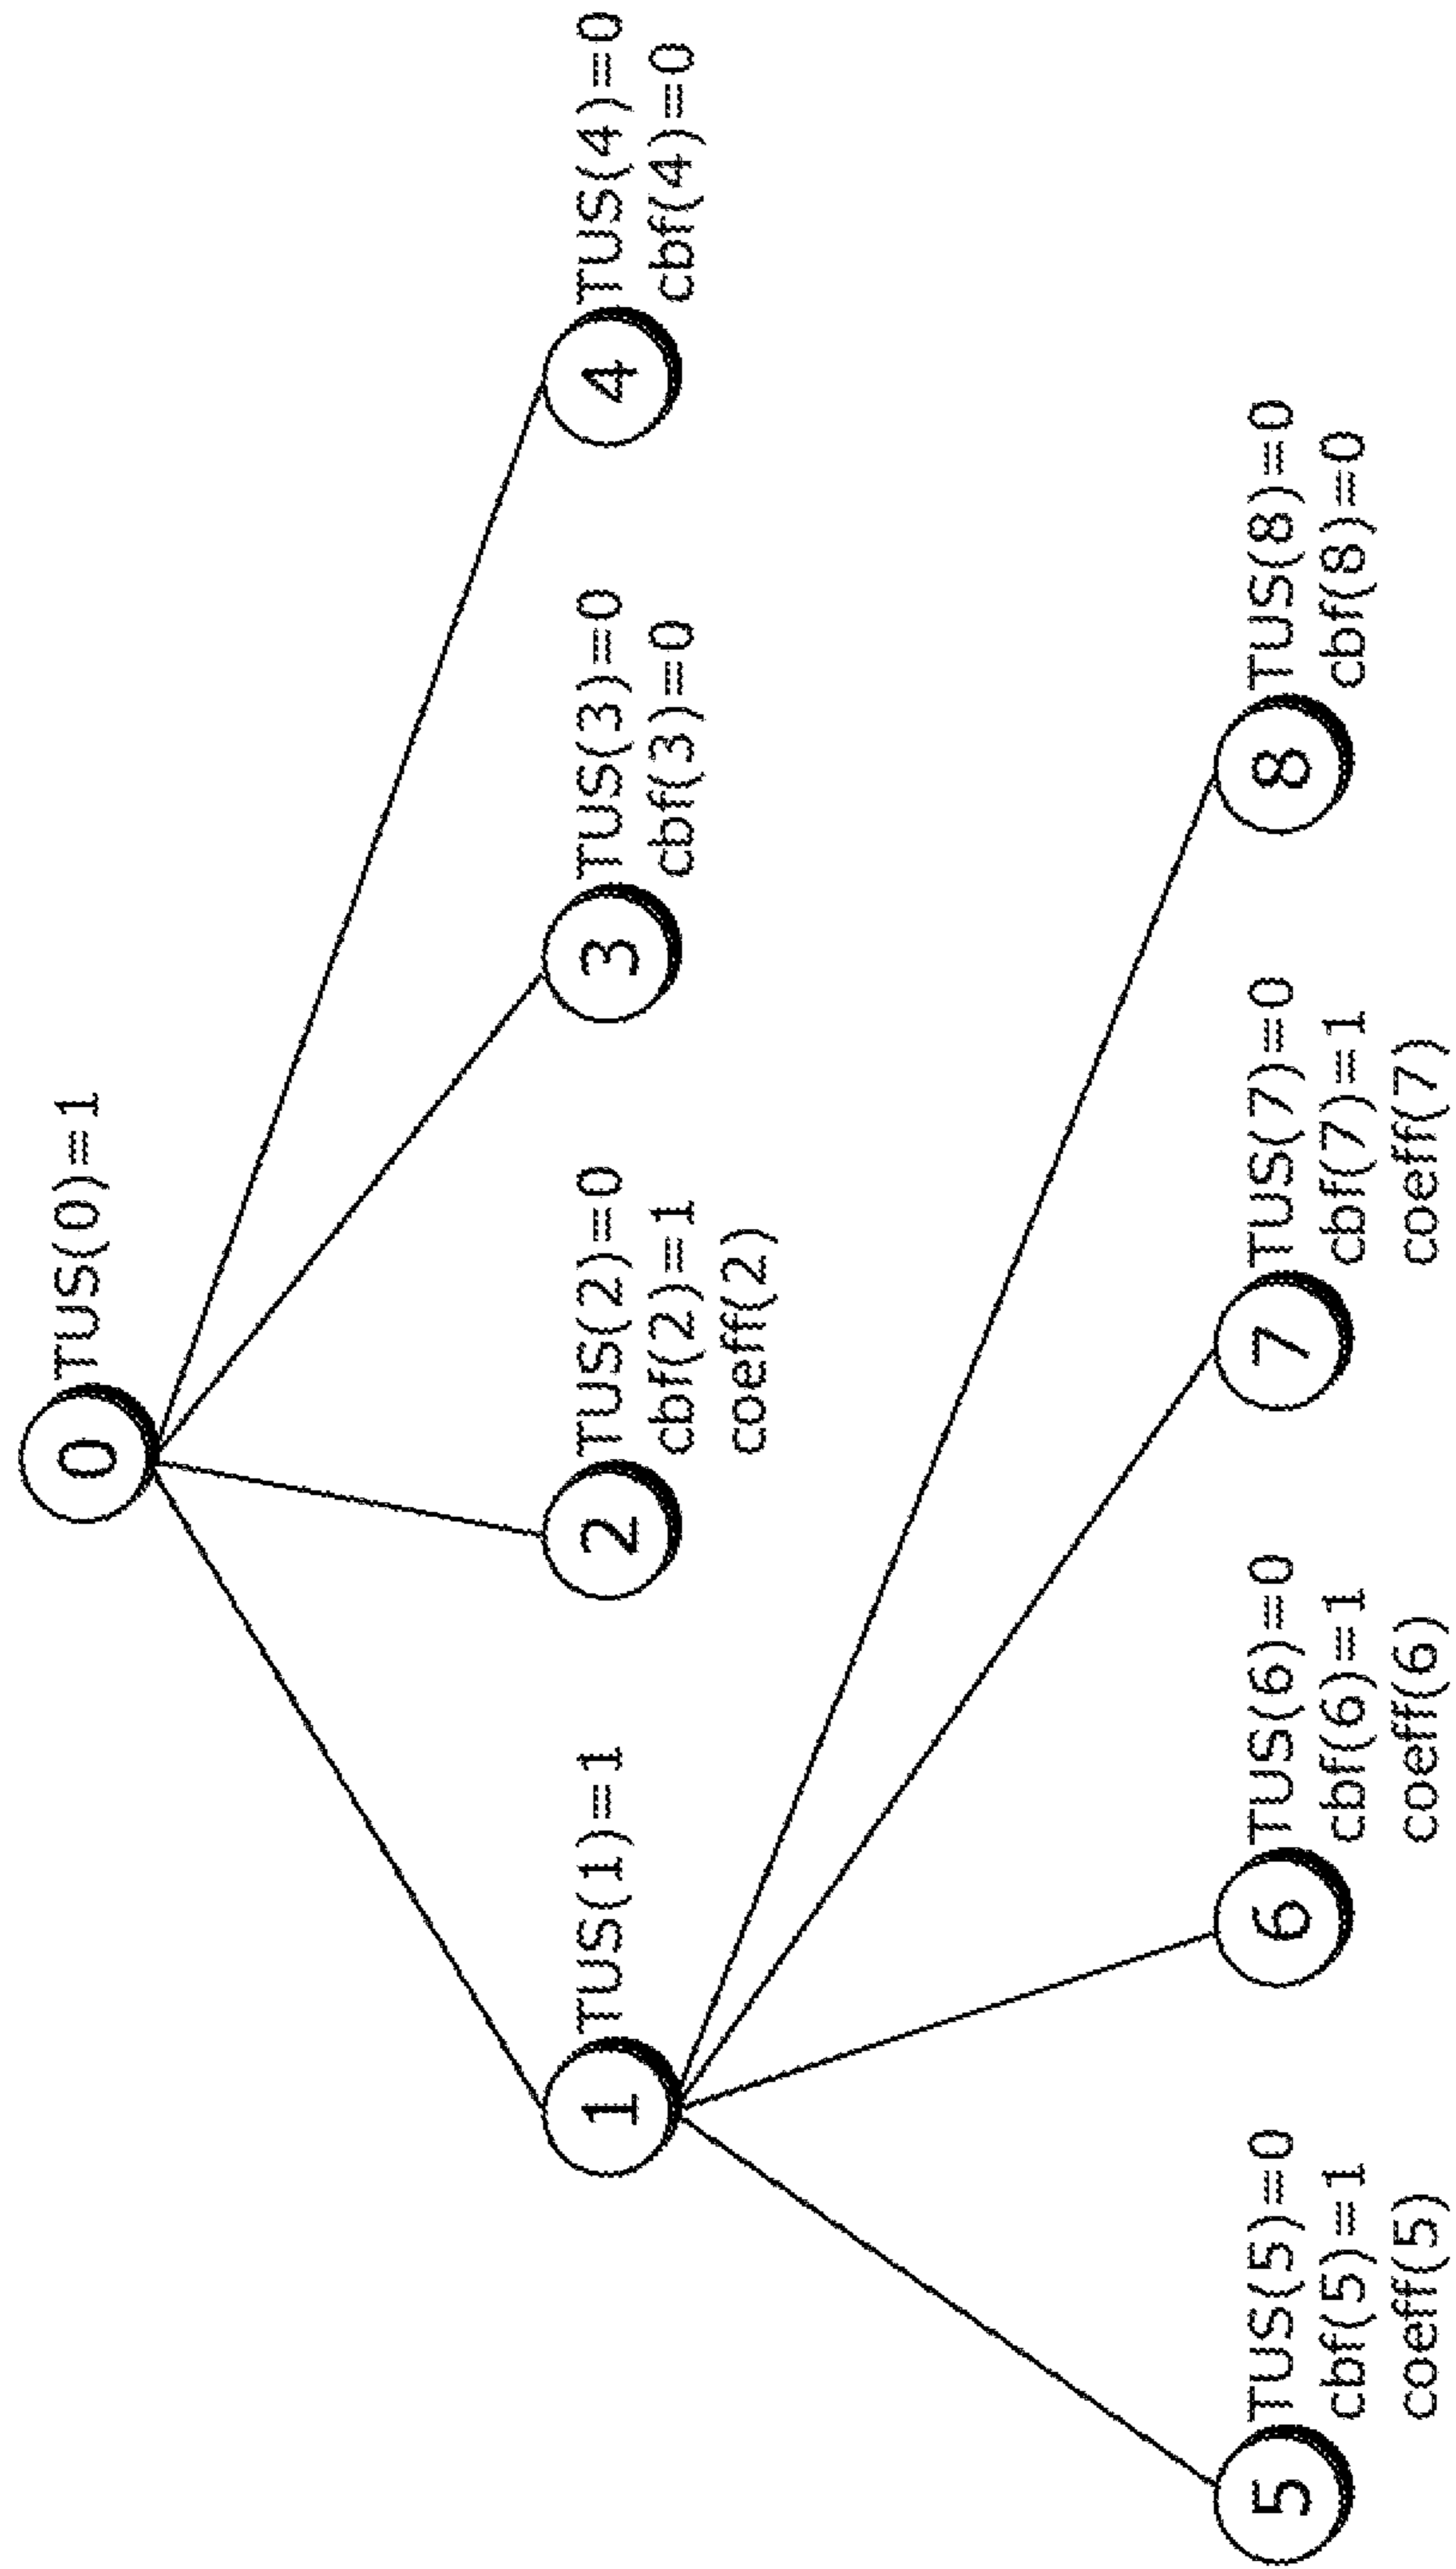 0
TUS(0)=1
1
TUS(1)=1
2
TUS(2)=0
cbf(2)=1
coeff(2)
3
TUS(3)=0
cbf(3)=0
4
TUS(4)=0
cbf(4)=0
5
TUS(5)=0
cbf(5)=1
coeff(5)
6
TUS(6)=0
cbf(6)=1
coeff(6)
7
TUS(7)=0
cbf(7)=1
coeff(7)
8
TUS(8)=0
cbf(8)=0